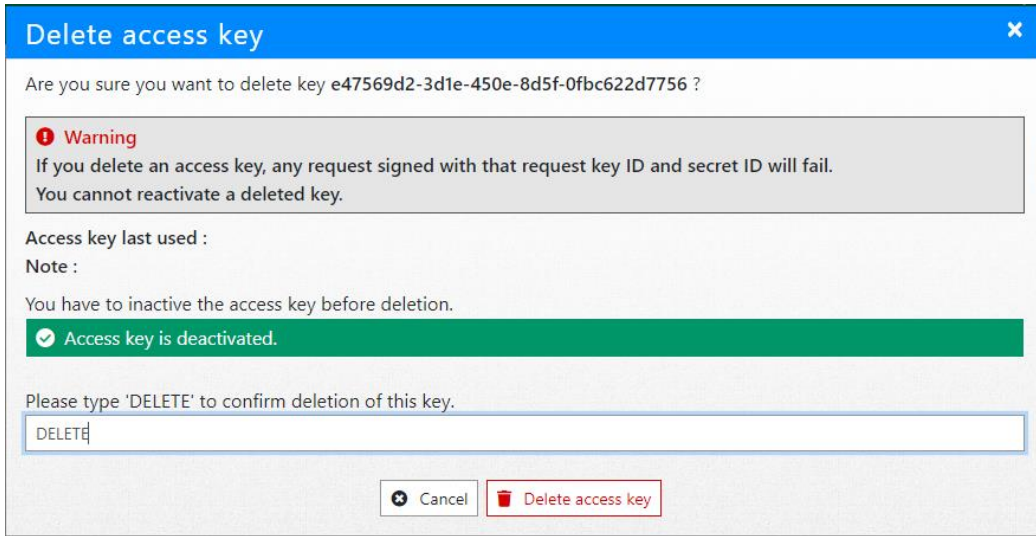 Delete access key
Are you sure you want to delete key e47569d2-3d1e-450e-8d5f-0fbc622d7756 ?
Warning
If you delete an access key, any request signed with that request key ID and secret ID will fail.
You cannot reactivate a deleted key.
Access key last used :
Note :
You have to inactive the access key before deletion.
Access key is deactivated.
Please type 'DELETE' to confirm deletion of this key.
DELETE
Cancel Delete access key